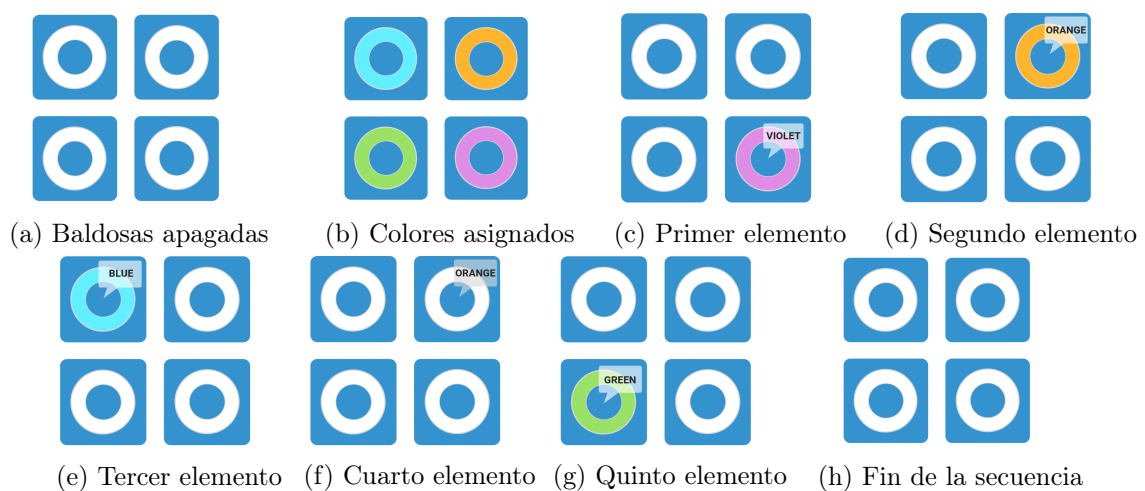 VIOLET
ORANGE
(a) Baldosas apagadas
(b) Colores asignados
(c) Primer elemento
(d) Segundo elemento
BLUE
ORANGE
GREEN
(e) Tercer elemento
(f) Cuarto elemento
(g) Quinto elemento
(h) Fin de la secuencia